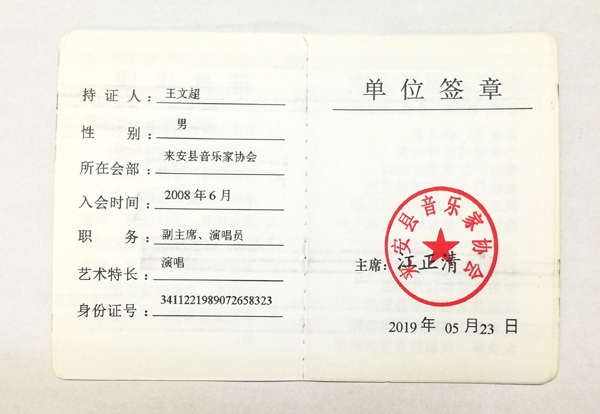 持证人：王文超
性别：男
所在会部：来安县音乐家协会
入会时间：2008年6月
职务：副主席、演唱员
艺术特长：演唱
身份证号：3411221989072658323
单位签章
来安县音乐家协会
主席：江正清
2019年 05月23日